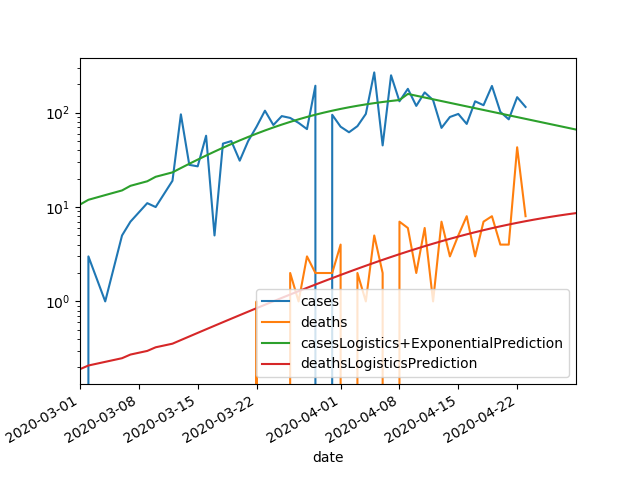 10²
10¹
10⁰
2020-03-01
2020-03-08
2020-03-15
2020-03-22
2020-04-01
2020-04-08
2020-04-15
2020-04-22
date
cases
deaths
casesLogistics+ExponentialPrediction
deathsLogisticsPrediction